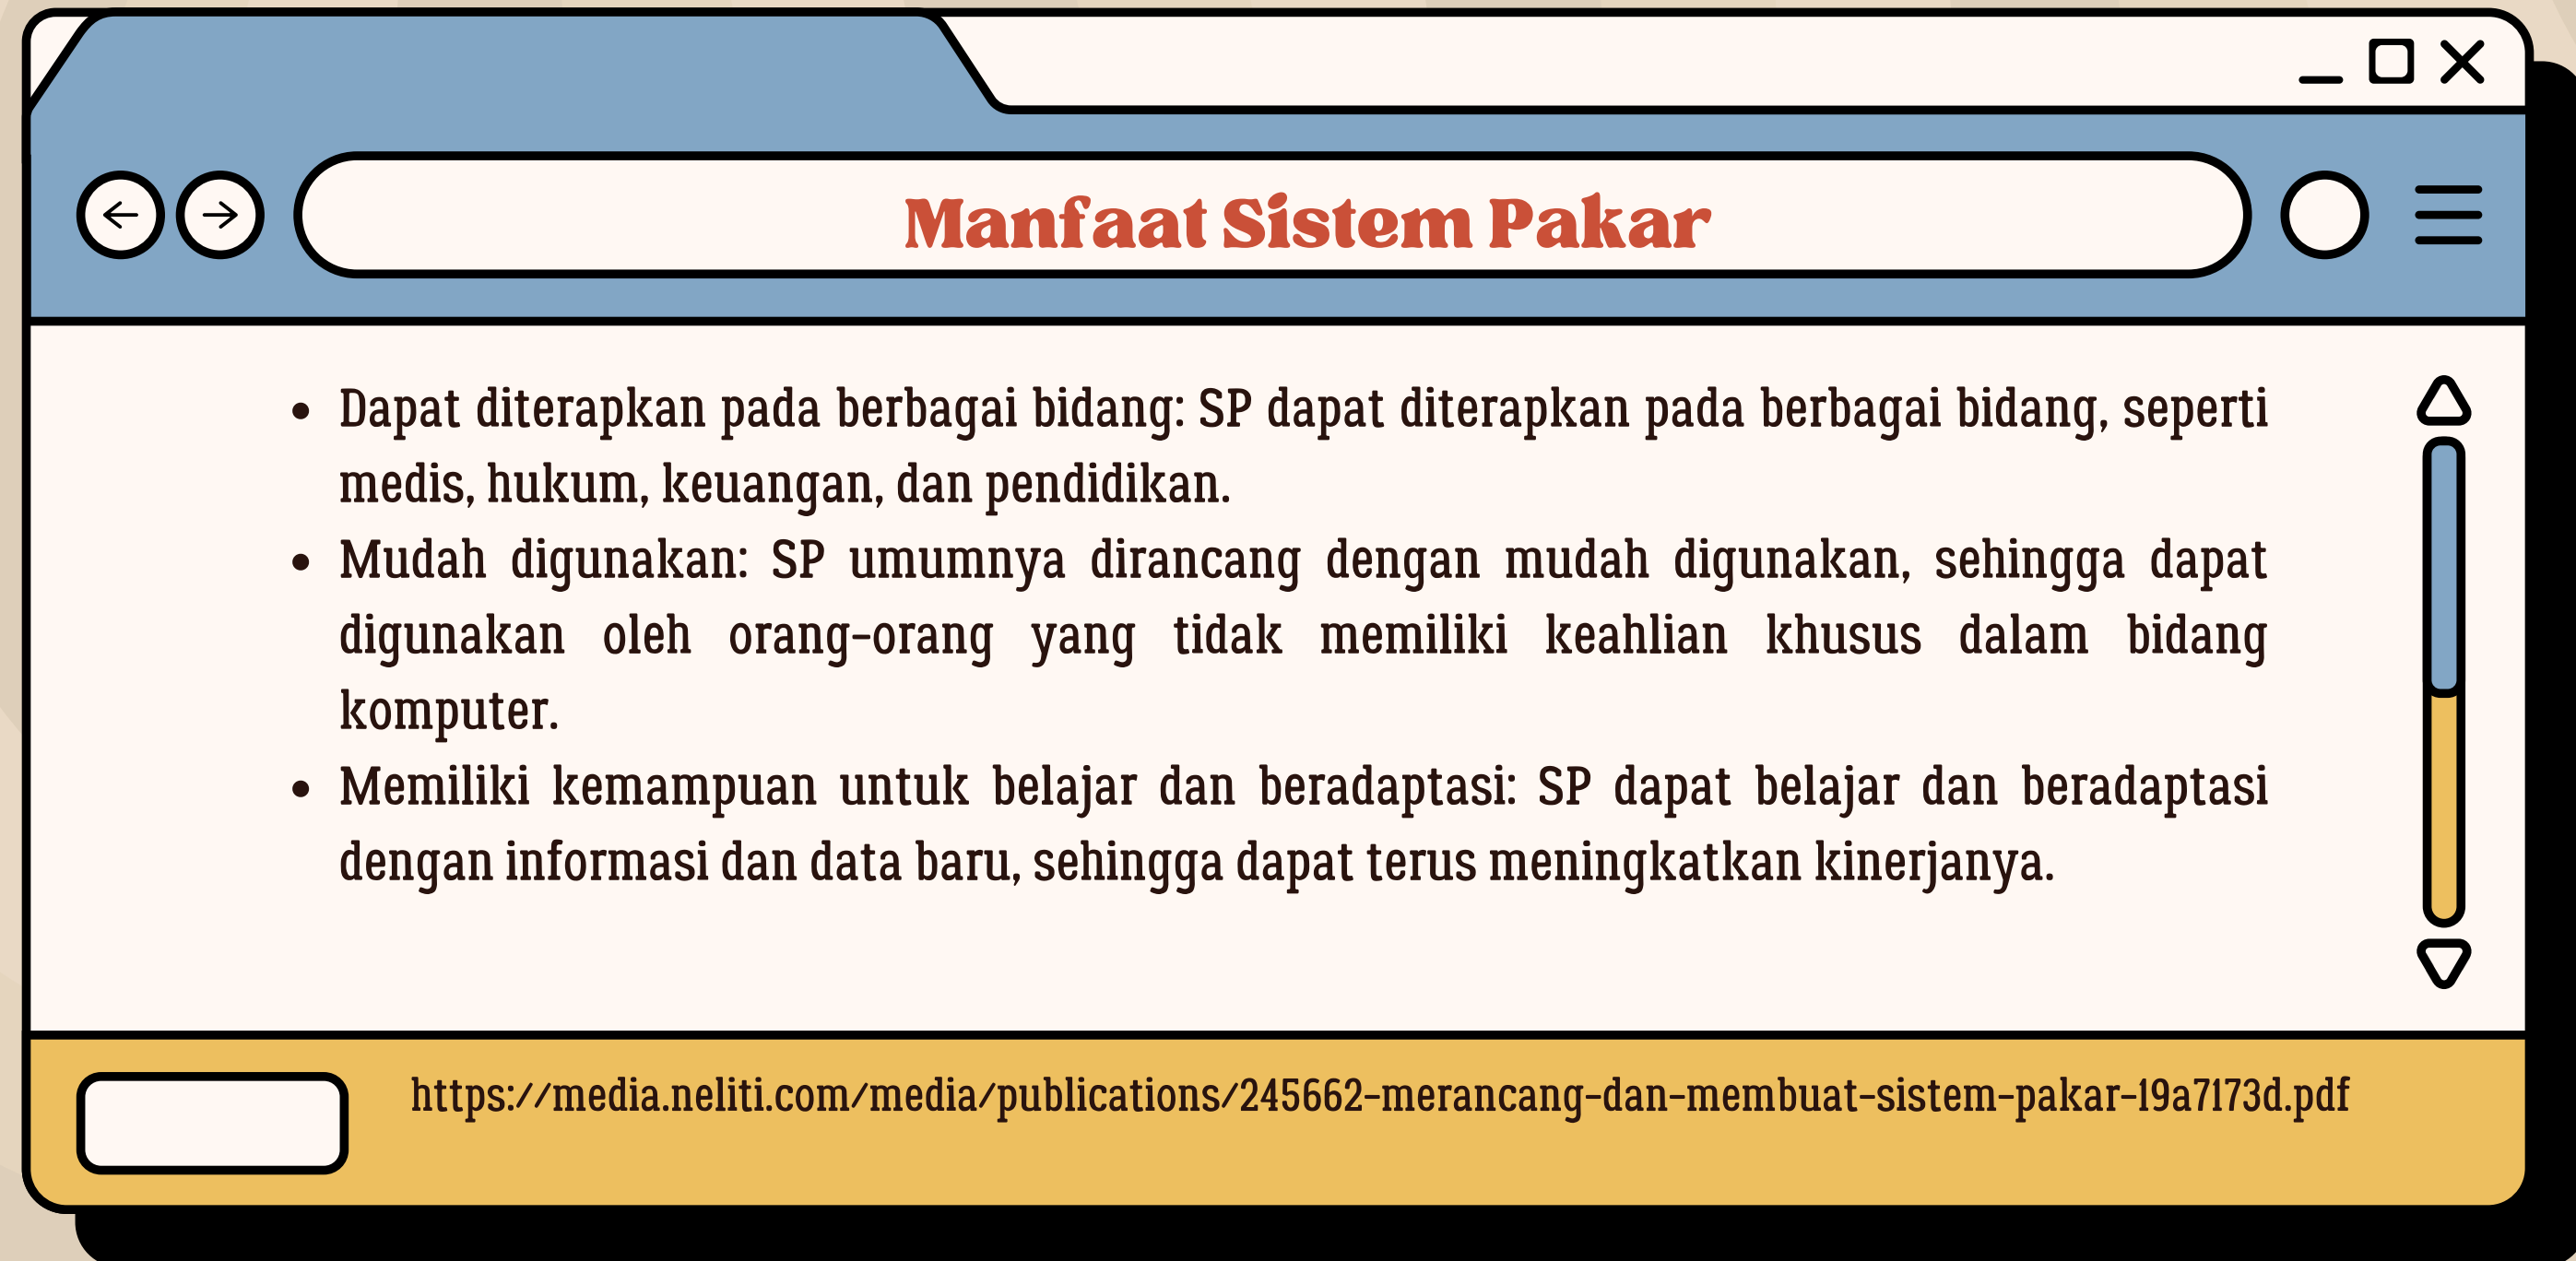 Manfaat Sistem Pakar
• Dapat diterapkan pada berbagai bidang: SP dapat diterapkan pada berbagai bidang, seperti
medis, hukum, keuangan, dan pendidikan.
• Mudah digunakan: SP umumnya dirancang dengan mudah digunakan, sehingga dapat
digunakan oleh orang-orang yang tidak memiliki keahlian khusus dalam bidang
komputer.
• Memiliki kemampuan untuk belajar dan beradaptasi: SP dapat belajar dan beradaptasi
dengan informasi dan data baru, sehingga dapat terus meningkatkan kinerjanya.
https://media.neliti.com/media/publications/245662-merancang-dan-membuat-sistem-pakar-19a7173d.pdf